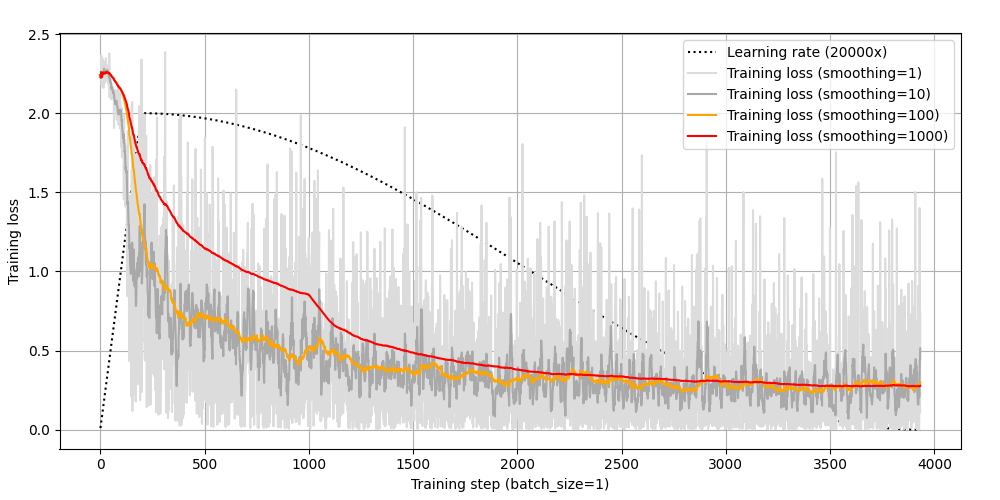 2.5
2.0
1.5
1.0
0.5
0.0
Training loss
Learning rate (20000x)
Training loss (smoothing=1)
Training loss (smoothing=10)
Training loss (smoothing=100)
Training loss (smoothing=1000)
0 500 1000 1500 2000 2500 3000 3500 4000
Training step (batch_size=1)